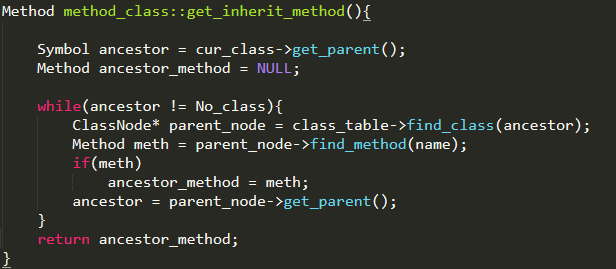 Method method_class::get_inherit_method(){
Symbol ancestor = cur_class->get_parent();
Method ancestor_method = NULL;
while(ancestor != No_class){
ClassNode* parent_node = class_table->find_class(ancestor);
Method meth = parent_node->find_method(name);
if(meth)
ancestor_method = meth;
ancestor = parent_node->get_parent();
}
return ancestor_method;
}